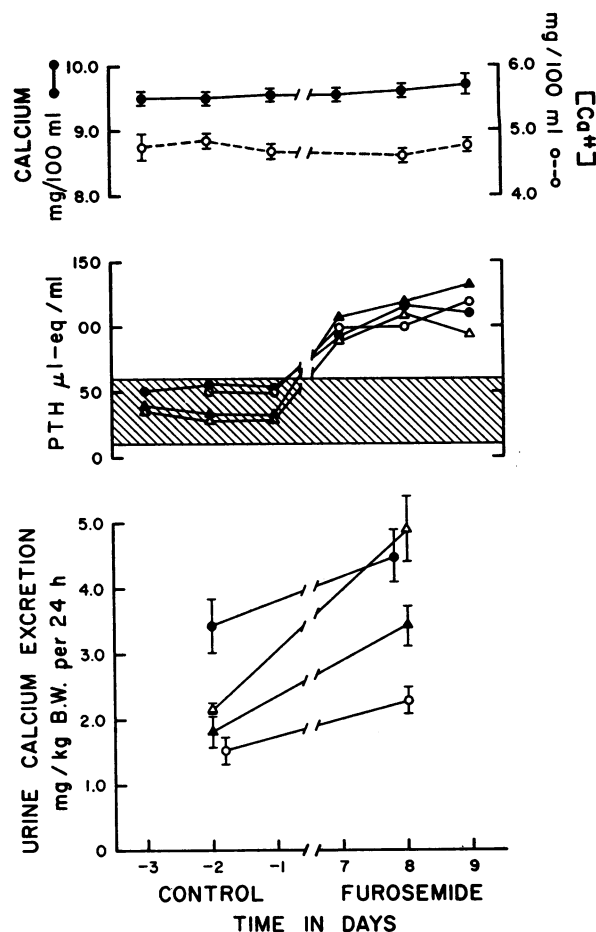 CALCIUM
mg/100 ml
10.0
9.0
8.0
6.0
5.0
4.0
mg/100 ml
[Ca++]
PTH µl-eq/ml
150
00
50
0
URINE CALCIUM EXCRETION
mg/kg B.W. per 24 h
5.0
4.0
3.0
2.0
1.0
0
-3 -2 -1 7 8 9
CONTROL FUROSEMIDE
TIME IN DAYS